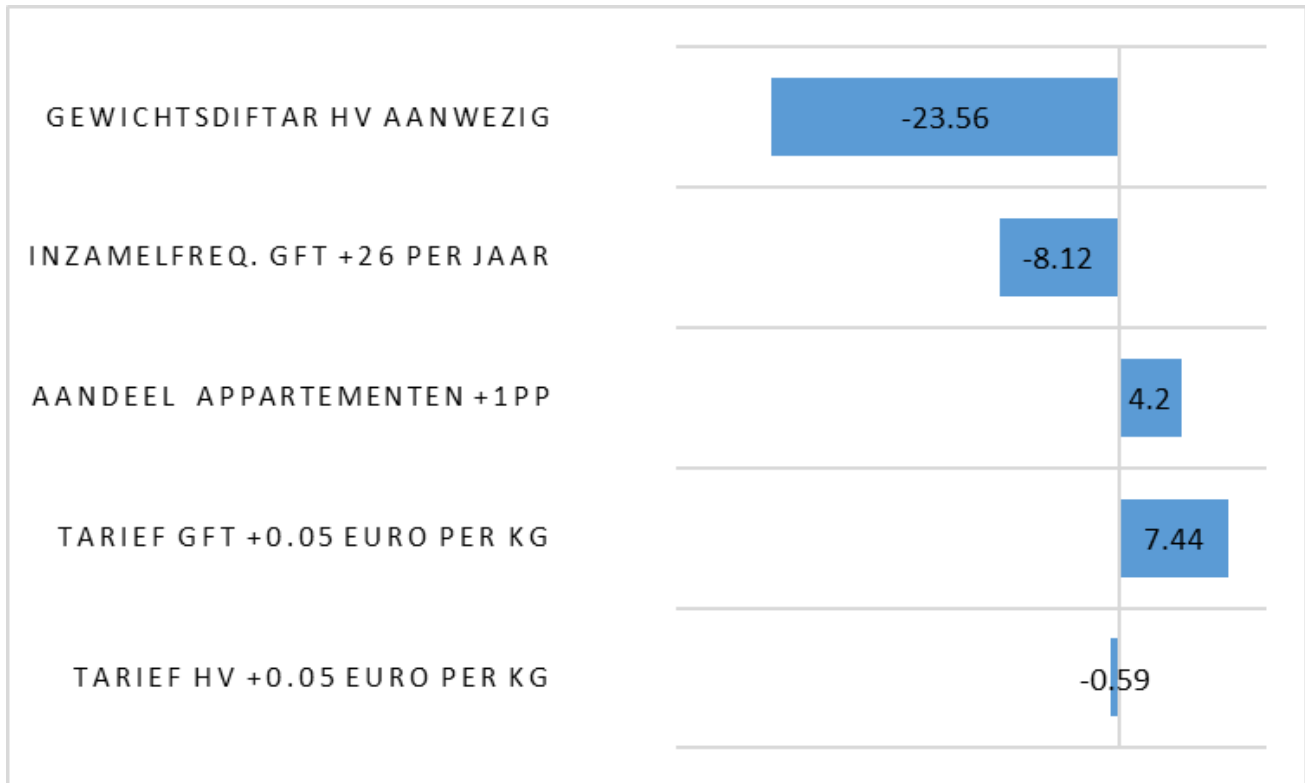 GEWICHTSDIFTAR HV AANWEZIG
-23.56
INZAMELFREQ. GFT +26 PER JAAR
-8.12
AANDEEL APPARTEMENTEN +1PP
4.2
TARIEF GFT +0.05 EURO PER KG
7.44
TARIEF HV +0.05 EURO PER KG
-0.59